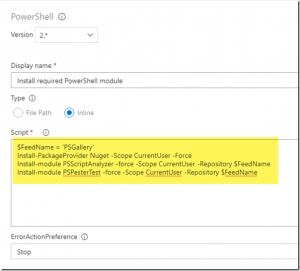 PowerShell
Version
2.*
Display name *
Install required PowerShell module
Type
File Path
Inline
Script *
$FeedName = 'PSGallery'
Install-PackageProvider Nuget -Scope CurrentUser -Force
Install-module PSScriptAnalyzer -force -Scope CurrentUser -Repository $FeedName
Install-module PSPesterTest -force -Scope CurrentUser -Repository $FeedName
ErrorActionPreference
Stop